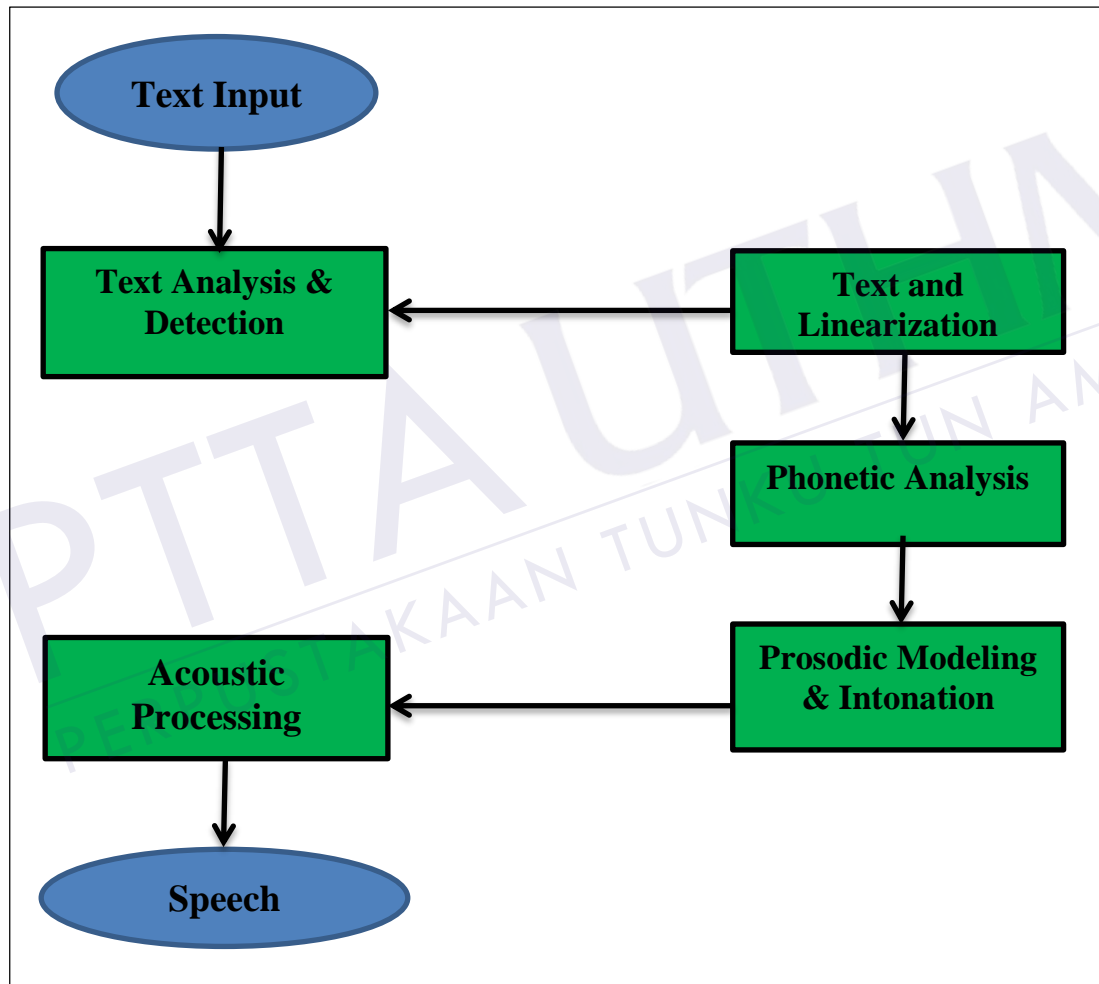 Text Input
Text Analysis &
Detection
Text and
Linearization
Phonetic Analysis
Prosodic Modeling
& Intonation
Acoustic
Processing
Speech
PTTA UTHM
PERPUSTAKAAN TUNKU TUN AM